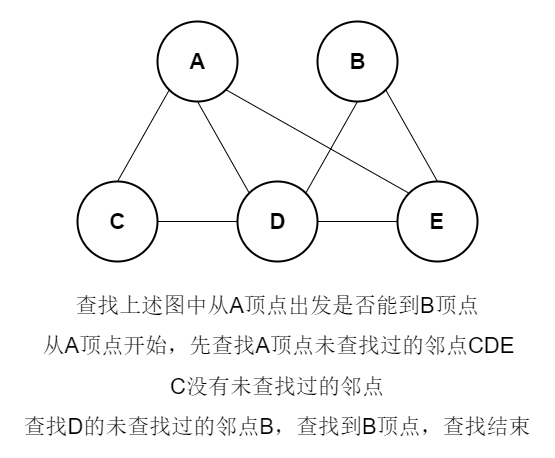 A
B
C
D
E
查找上述图中从A顶点出发是否能到B顶点
从A顶点开始，先查找A顶点未查找过的邻点CDE
C没有未查找过的邻点
查找D的未查找过的邻点B，查找到B顶点，查找结束